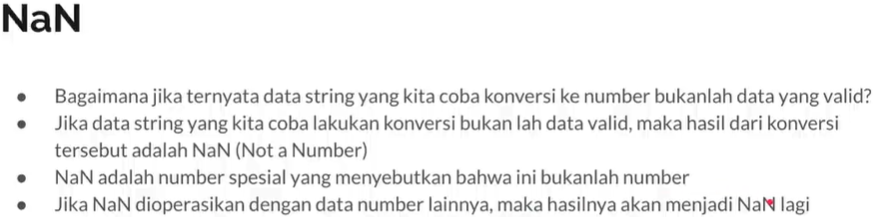 NaN
● Bagaimana jika ternyata data string yang kita coba konversi ke number bukanlah data yang valid?
● Jika data string yang kita coba lakukan konversi bukan lah data valid, maka hasil dari konversi
tersebut adalah NaN (Not a Number)
● NaN adalah number spesial yang menyebutkan bahwa ini bukanlah number
● Jika NaN dioperasikan dengan data number lainnya, maka hasilnya akan menjadi NaN lagi